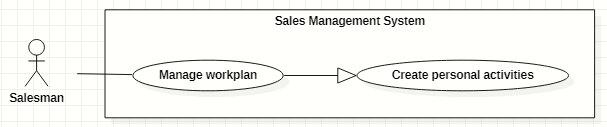 Sales Management System
Manage workplan
Create personal activities
Salesman